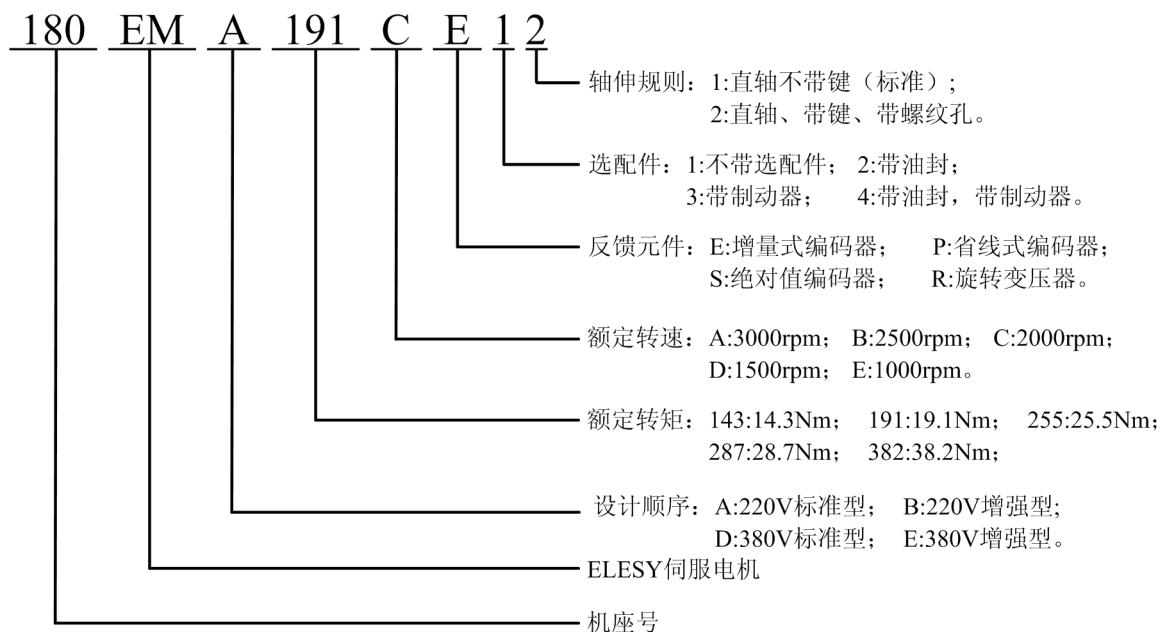 180 EM A 191 C E 1 2
轴伸规则：1:直轴不带键（标准）;
2:直轴、带键、带螺纹孔。
选配件：1:不带选配件； 2:带油封；
3:带制动器； 4:带油封，带制动器。
反馈元件：E:增量式编码器； P:省线式编码器；
S:绝对值编码器； R:旋转变压器。
额定转速：A:3000rpm； B:2500rpm； C:2000rpm；
D:1500rpm； E:1000rpm。
额定转矩：143:14.3Nm； 191:19.1Nm； 255:25.5Nm；
287:28.7Nm； 382:38.2Nm；
设计顺序：A:220V标准型； B:220V增强型;
D:380V标准型； E:380V增强型。
ELESY伺服电机
机座号